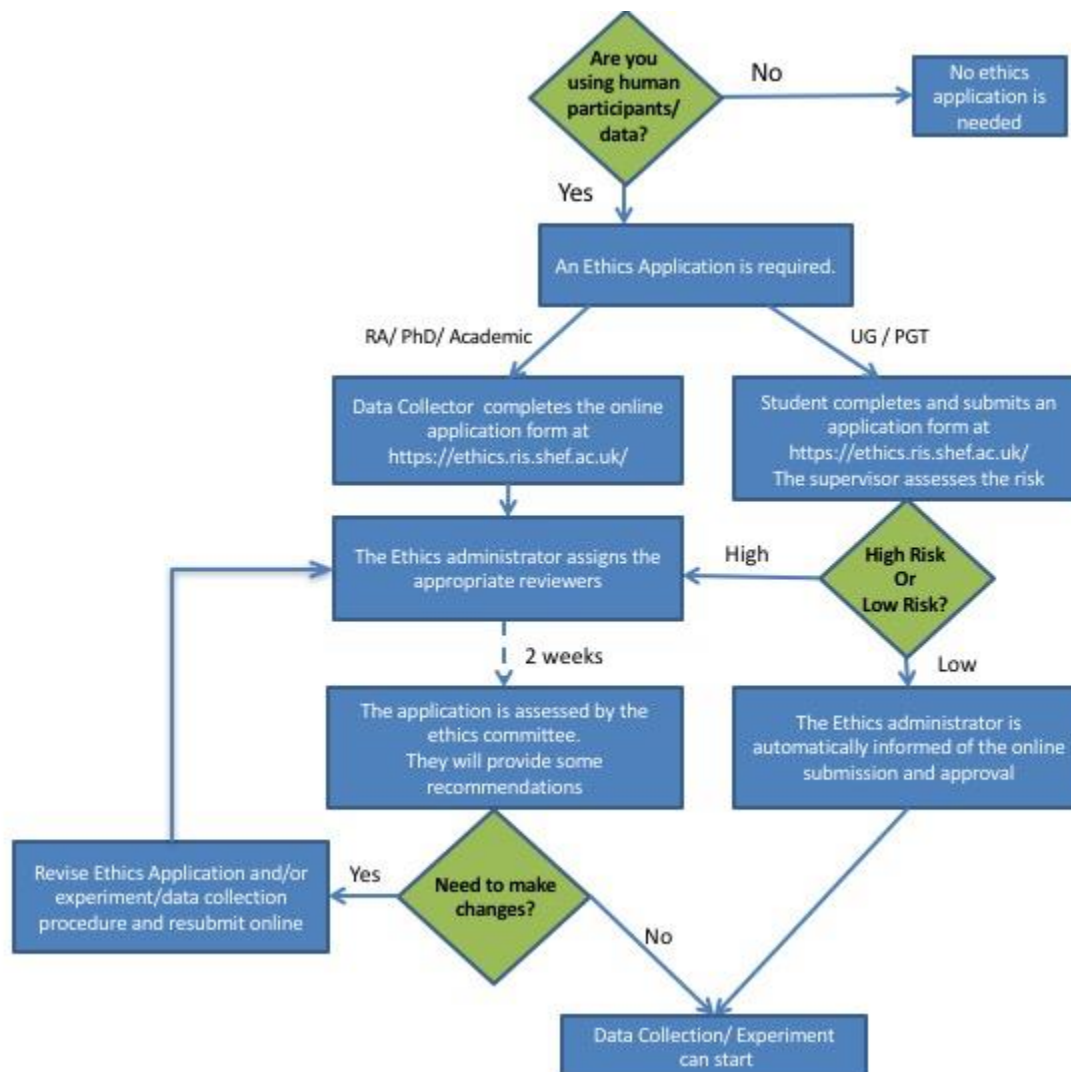 Are you
using human
participants/
data?
No
No ethics
application is
needed
Yes
An Ethics Application is required.
RA/ PhD/ Academic
UG / PGT
Data Collector completes the online
application form at
https://ethics.ris.shef.ac.uk/
Student completes and submits an
application form at
https://ethics.ris.shef.ac.uk/
The supervisor assesses the risk
The Ethics administrator assigns the
appropriate reviewers
High
High Risk
Or
Low Risk?
2 weeks
Low
The application is assessed by the
ethics committee.
They will provide some
recommendations
The Ethics administrator is
automatically informed of the online
submission and approval
Revise Ethics Application and/or
experiment/data collection
procedure and resubmit online
Yes
Need to make
changes?
No
Data Collection/ Experiment
can start